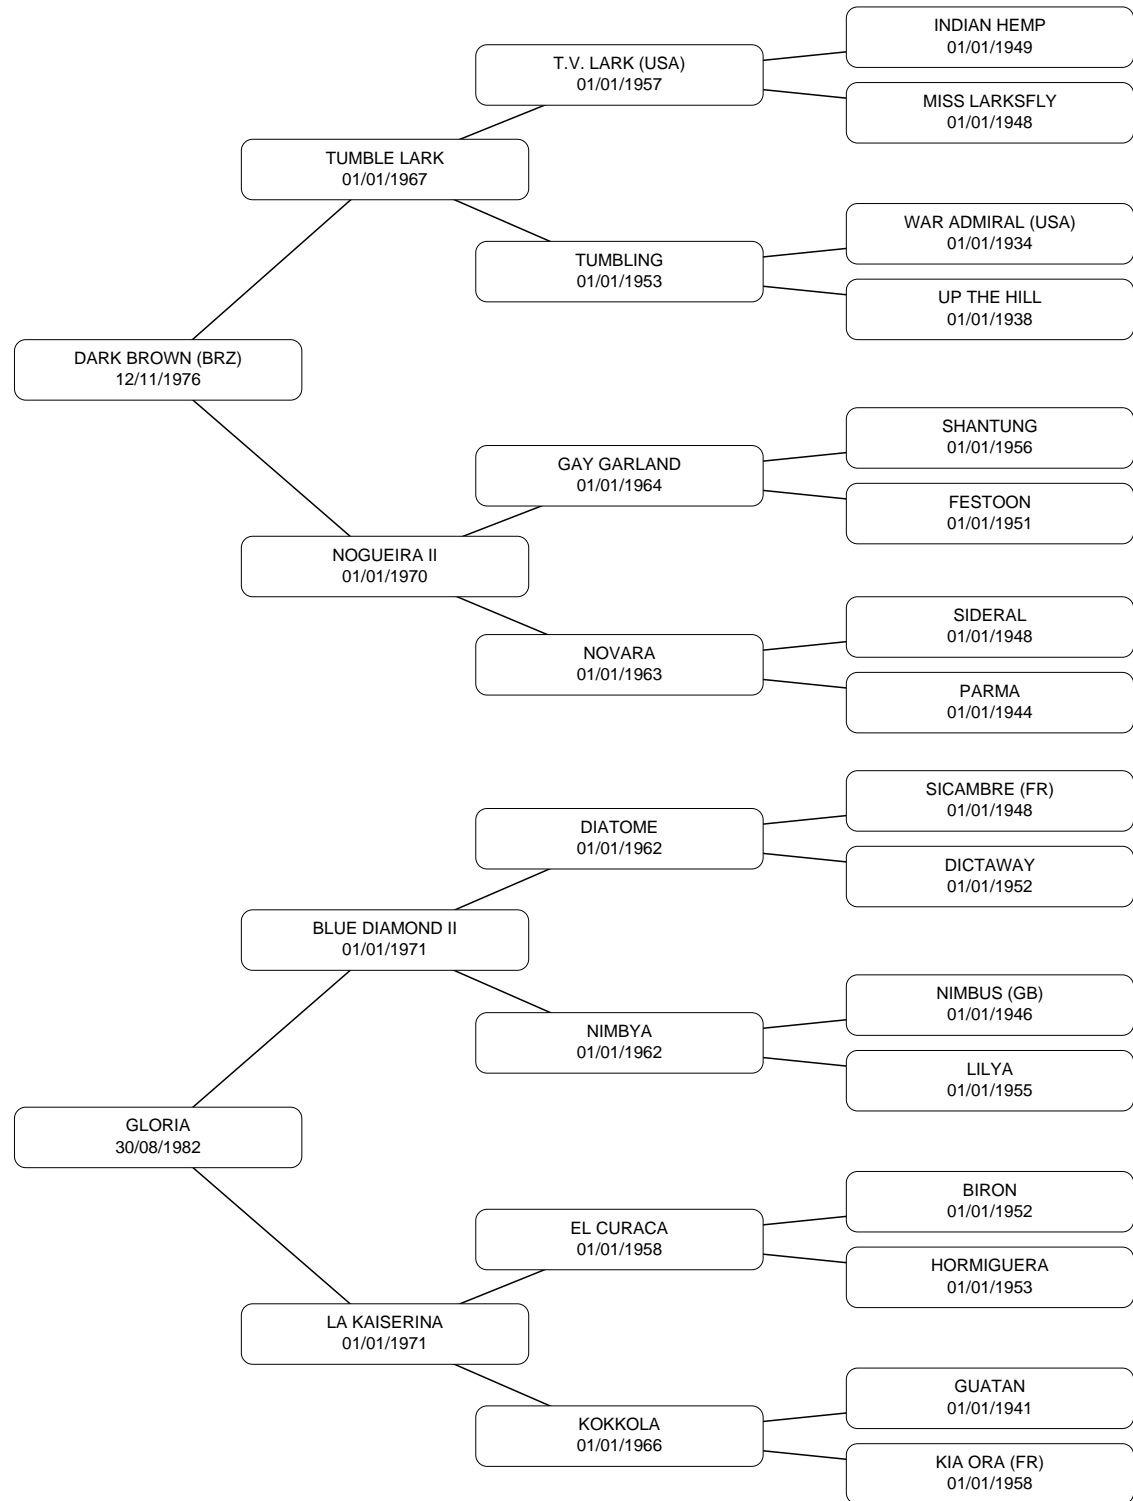 INDIAN HEMP
01/01/1949
T.V. LARK (USA)
01/01/1957
MISS LARKSFLY
01/01/1948
TUMBLE LARK
01/01/1967
WAR ADMIRAL (USA)
01/01/1934
TUMBLING
01/01/1953
UP THE HILL
01/01/1938
DARK BROWN (BRZ)
12/11/1976
SHANTUNG
01/01/1956
GAY GARLAND
01/01/1964
FESTOON
01/01/1951
NOGUEIRA II
01/01/1970
SIDERAL
01/01/1948
NOVARA
01/01/1963
PARMA
01/01/1944
SICAMBRE (FR)
01/01/1948
DIATOME
01/01/1962
DICTAWAY
01/01/1952
BLUE DIAMOND II
01/01/1971
NIMBUS (GB)
01/01/1946
NIMBYA
01/01/1962
LILYA
01/01/1955
GLORIA
30/08/1982
BIRON
01/01/1952
EL CURACA
01/01/1958
HORMIGUERA
01/01/1953
LA KAISERINA
01/01/1971
GUATAN
01/01/1941
KOKKOLA
01/01/1966
KIA ORA (FR)
01/01/1958